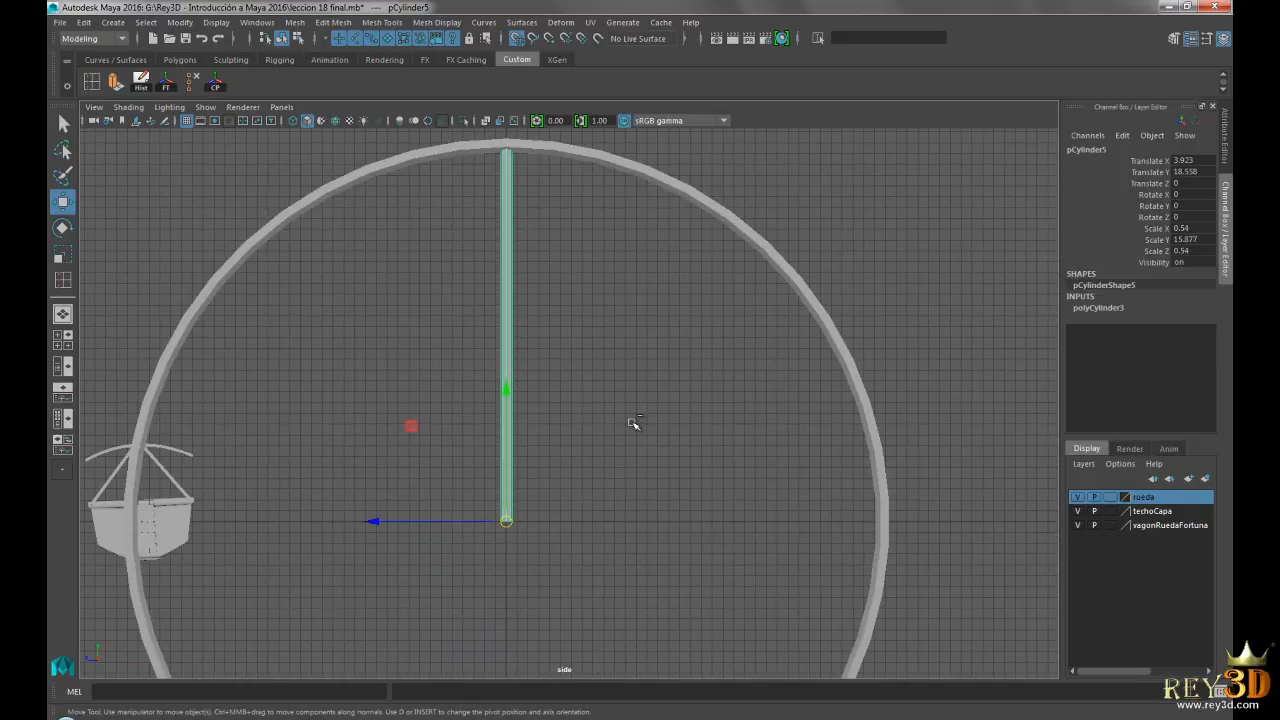 Autodesk Maya 2016: G:\Rey3D - Introducción a Maya 2016\leccion 18 final.mb* --- pCylinder5
File Edit Create Select Modify Display Windows Mesh Edit Mesh Mesh Tools Mesh Display Curves Surfaces Deform UV Generate Cache Help
Modeling No Live Surface
Curves / Surfaces Polygons Sculpting Rigging Animation Rendering FX FX Caching Custom XGen
Hist FT CP
View Shading Lighting Show Renderer Panels
0.00 1.00 sRGB gamma
Channel Box / Layer Editor
Channels Edit Object Show
pCylinder5
Translate X 3.923
Translate Y 18.558
Translate Z 0
Rotate X 0
Rotate Y 0
Rotate Z 0
Scale X 0.54
Scale Y 15.877
Scale Z 0.54
Visibility on
SHAPES
pCylinderShape5
INPUTS
polyCylinder3
Attribute Editor
Channel Box / Layer Editor
Display Render Anim
Layers Options Help
V P rueda
V P techoCapa
V P vagonRuedaFortuna
side
MEL
Move Tool: Use manipulator to move object(s). Ctrl+MMB+drag to move components along normals. Use D or INSERT to change the pivot position and axis orientation.
REY3D
www.rey3d.com